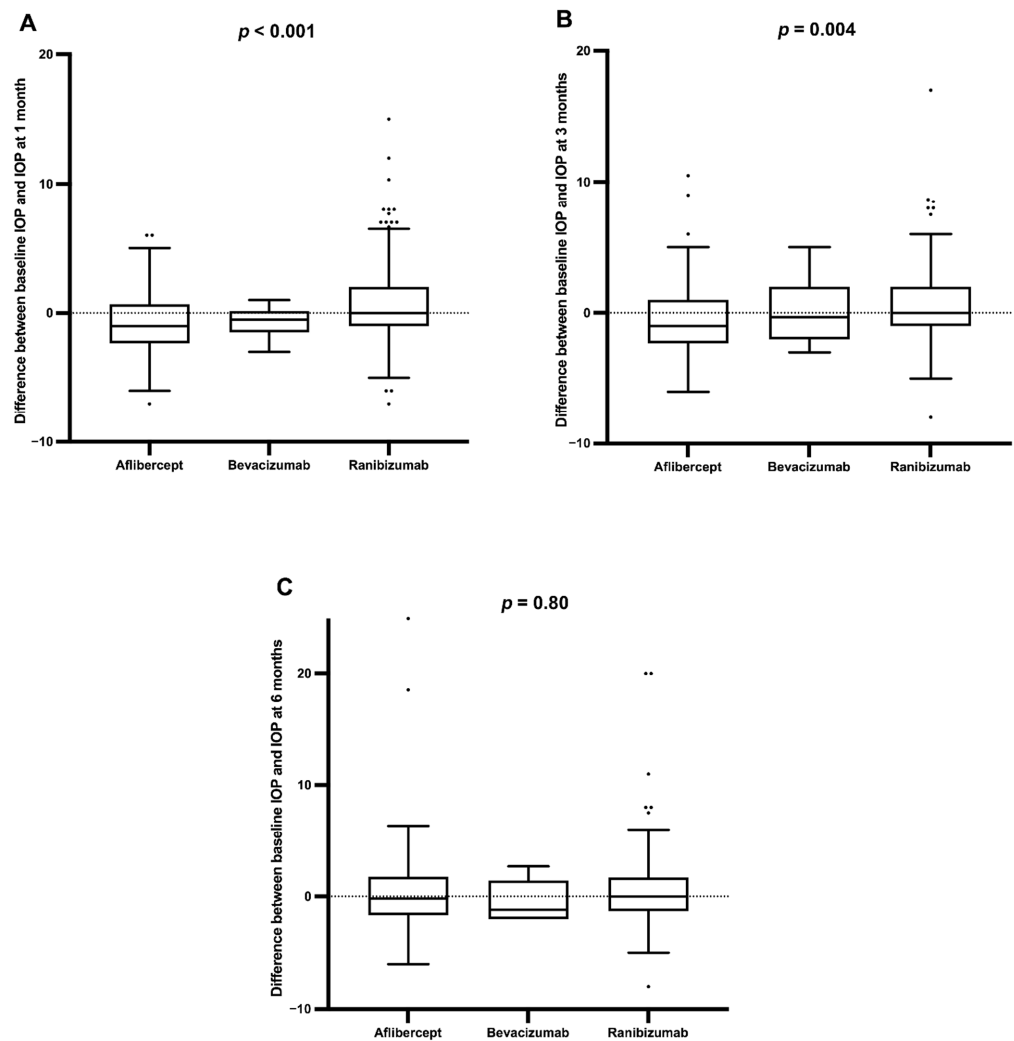 A
p < 0.001
Difference between baseline IOP and IOP at 1 month
20
10
0
−10
Aflibercept Bevacizumab Ranibizumab
B
p = 0.004
Difference between baseline IOP and IOP at 3 months
20
10
0
−10
Aflibercept Bevacizumab Ranibizumab
C
p = 0.80
Difference between baseline IOP and IOP at 6 months
20
10
0
−10
Aflibercept Bevacizumab Ranibizumab